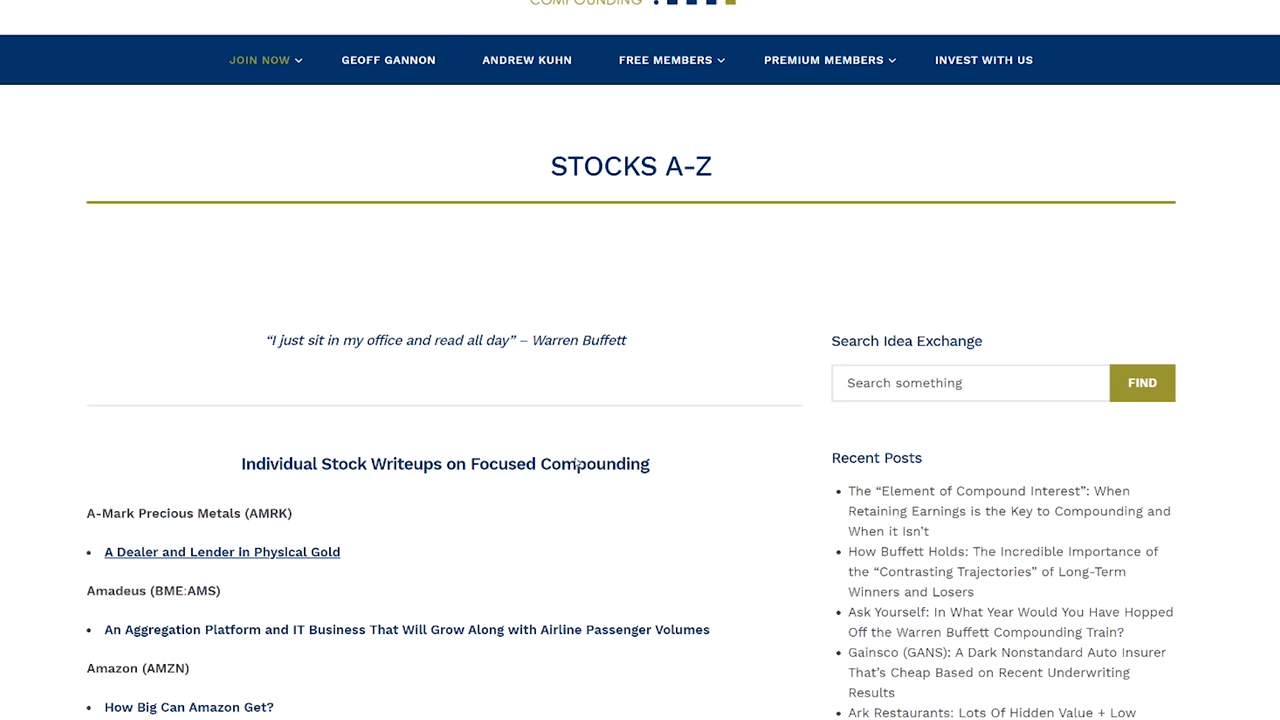 COMPOUNDING
JOIN NOW
GEOFF GANNON
ANDREW KUHN
FREE MEMBERS
PREMIUM MEMBERS
INVEST WITH US
STOCKS A-Z
“I just sit in my office and read all day” – Warren Buffett
Individual Stock Writeups on Focused Compounding
A-Mark Precious Metals (AMRK)
• A Dealer and Lender in Physical Gold
Amadeus (BME:AMS)
• An Aggregation Platform and IT Business That Will Grow Along with Airline Passenger Volumes
Amazon (AMZN)
• How Big Can Amazon Get?
Search Idea Exchange
Search something
FIND
Recent Posts
• The “Element of Compound Interest”: When
Retaining Earnings is the Key to Compounding and
When it Isn’t
• How Buffett Holds: The Incredible Importance of
the “Contrasting Trajectories” of Long-Term
Winners and Losers
• Ask Yourself: In What Year Would You Have Hopped
Off the Warren Buffett Compounding Train?
• Gainsco (GANS): A Dark Nonstandard Auto Insurer
That’s Cheap Based on Recent Underwriting
Results
• Ark Restaurants: Lots Of Hidden Value + Low